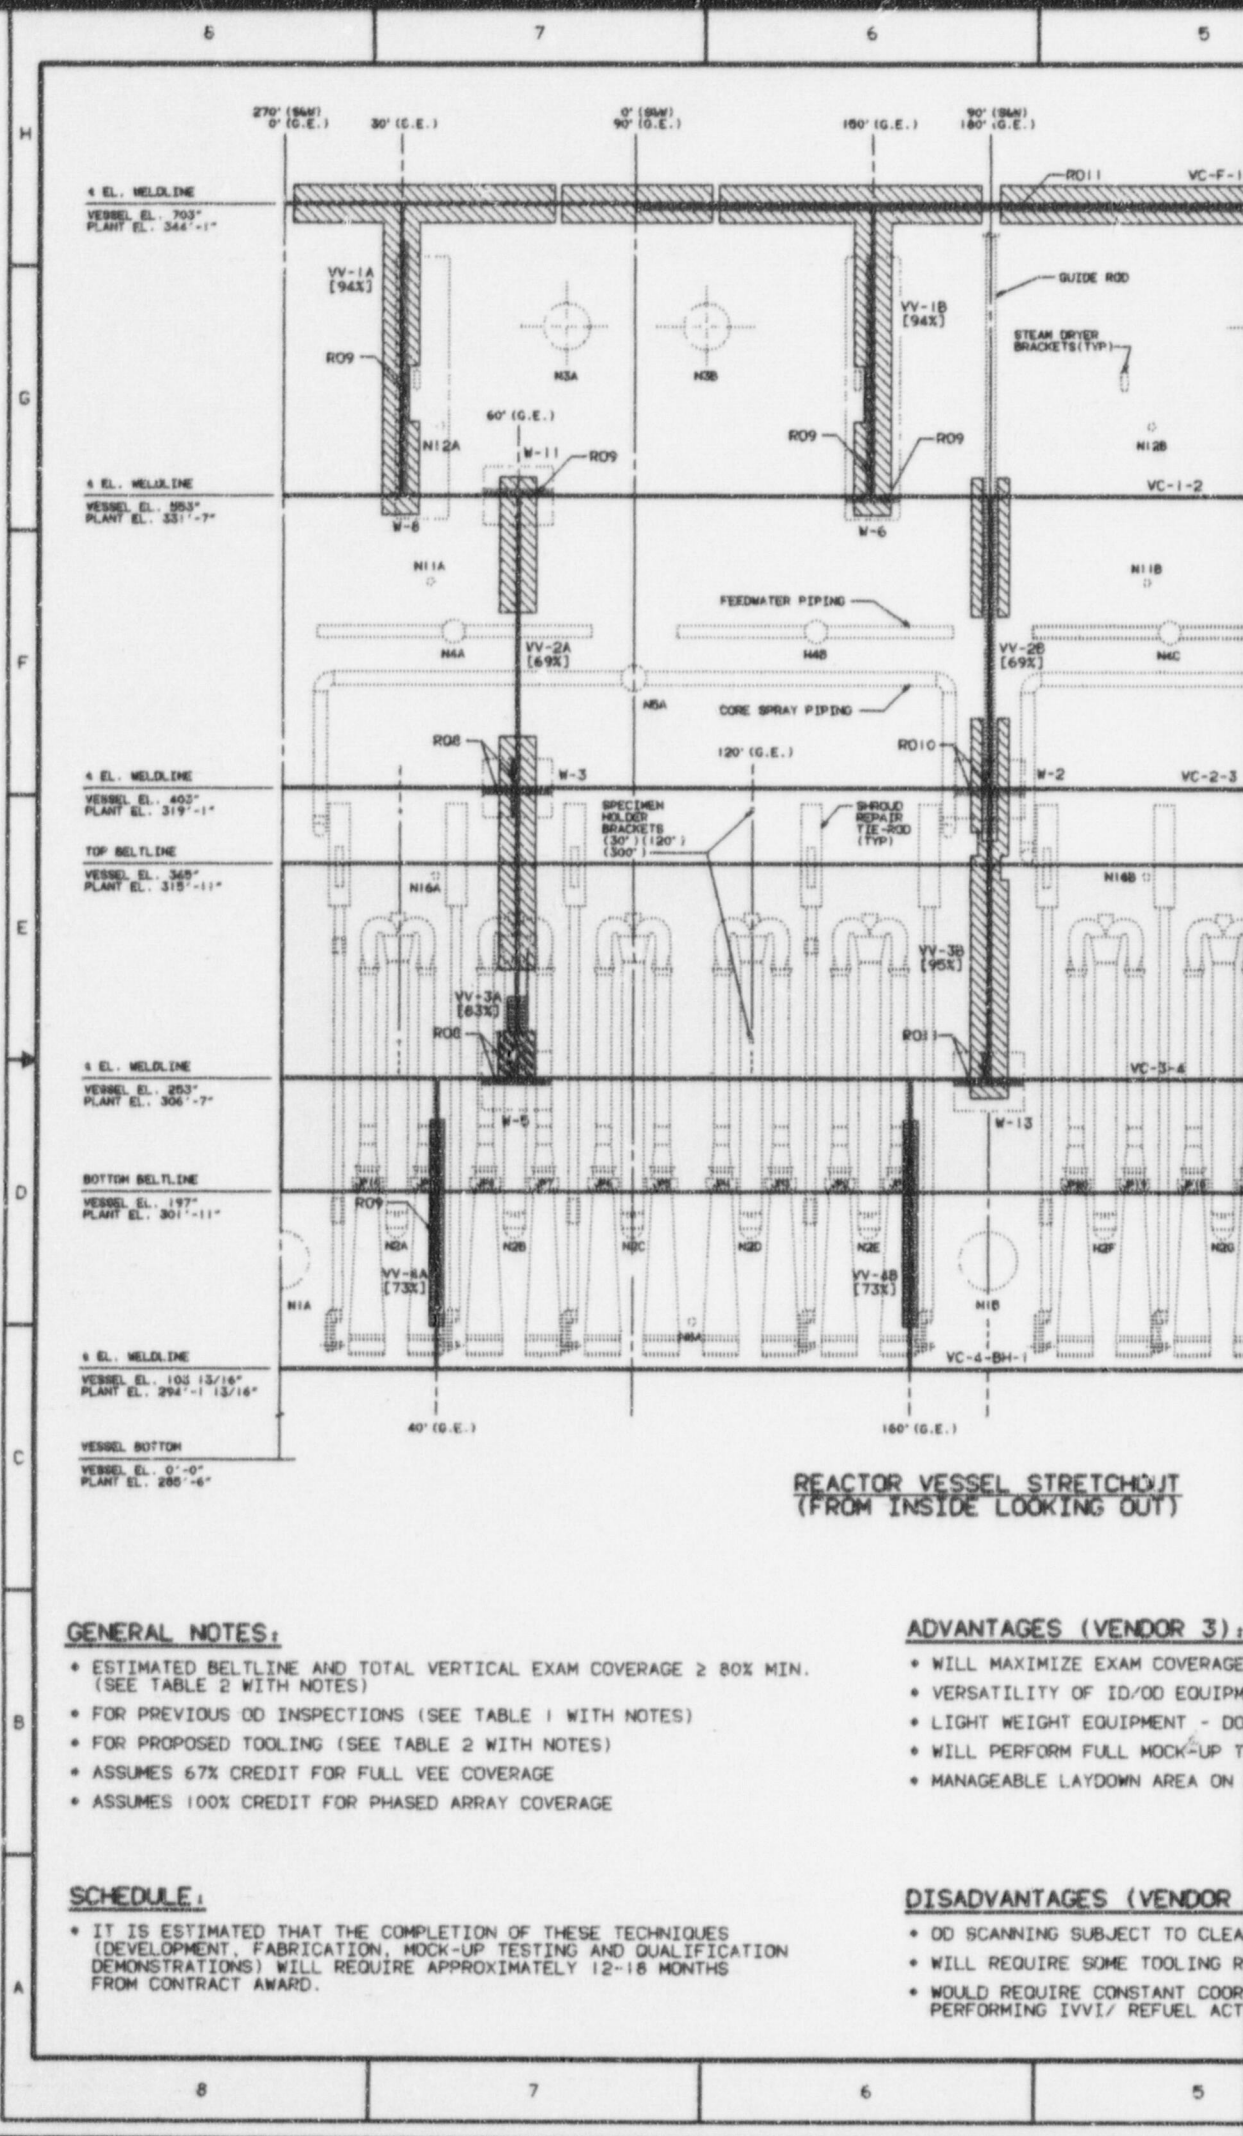 8 7 6 5
H
G
F
E
D
C
B
A
270° (S&W) 0° (S&W) 90° (S&W)
0° (G.E.) 30° (G.E.) 90° (G.E.) 150° (G.E.) 180° (G.E.)
RO11 VC-F-1
¢ EL. WELDLINE
VESSEL EL. 703"
PLANT EL. 344'-1"
VV-1A
[94%]
VV-1B
[94%]
GUIDE ROD
STEAM DRYER
BRACKETS(TYP)
RO9
N3A N3B
60° (G.E.)
N12A W-11 RO9 RO9 RO9 N12B
¢ EL. WELDLINE VC-1-2
VESSEL EL. 553"
PLANT EL. 331'-7"
W-6
N11A N11B
FEEDWATER PIPING
N4A VV-2A
[69%]
N4B VV-2B
[69%]
N4C
N5A
CORE SPRAY PIPING
RO8 120° (G.E.) RO10
¢ EL. WELDLINE W-3 W-2 VC-2-3
VESSEL EL. 403"
PLANT EL. 319'-1"
SPECIMEN
HOLDER
BRACKETS
(30°)(120°)
(300°)
SHROUD
REPAIR
TIE-ROD
(TYP)
TOP BELTLINE
VESSEL EL. 365"
PLANT EL. 315'-11"
N16A N16B
VV-3B
[95%]
VV-3A
RO8 RO11
¢ EL. WELDLINE VC-3-4
VESSEL EL. 253"
PLANT EL. 306'-7"
W-5 W-13
BOTTOM BELTLINE
VESSEL EL. 197"
PLANT EL. 301'-11"
RO9
N2A N2B N2C N2D N2E N2F N2G
VV-4A
[73%]
VV-4B
[73%]
N1A N1B
¢ EL. WELDLINE VC-4-BH-1
VESSEL EL. 103 13/16"
PLANT EL. 294'-1 13/16"
40° (G.E.) 160° (G.E.)
VESSEL BOTTOM
VESSEL EL. 0'-0"
PLANT EL. 285'-6"
REACTOR VESSEL STRETCHOUT
(FROM INSIDE LOOKING OUT)
GENERAL NOTES:
• ESTIMATED BELTLINE AND TOTAL VERTICAL EXAM COVERAGE ≥ 80% MIN.
(SEE TABLE 2 WITH NOTES)
• FOR PREVIOUS OD INSPECTIONS (SEE TABLE 1 WITH NOTES)
• FOR PROPOSED TOOLING (SEE TABLE 2 WITH NOTES)
• ASSUMES 67% CREDIT FOR FULL VEE COVERAGE
• ASSUMES 100% CREDIT FOR PHASED ARRAY COVERAGE
ADVANTAGES (VENDOR 3):
• WILL MAXIMIZE EXAM COVERAGE
• VERSATILITY OF ID/OD EQUIPM
• LIGHT WEIGHT EQUIPMENT - DO
• WILL PERFORM FULL MOCK-UP T
• MANAGEABLE LAYDOWN AREA ON
SCHEDULE:
• IT IS ESTIMATED THAT THE COMPLETION OF THESE TECHNIQUES
(DEVELOPMENT, FABRICATION, MOCK-UP TESTING AND QUALIFICATION
DEMONSTRATIONS) WILL REQUIRE APPROXIMATELY 12-18 MONTHS
FROM CONTRACT AWARD.
DISADVANTAGES (VENDOR
• OD SCANNING SUBJECT TO CLEA
• WILL REQUIRE SOME TOOLING R
• WOULD REQUIRE CONSTANT COOR
PERFORMING IVVI/ REFUEL ACT
8 7 6 5